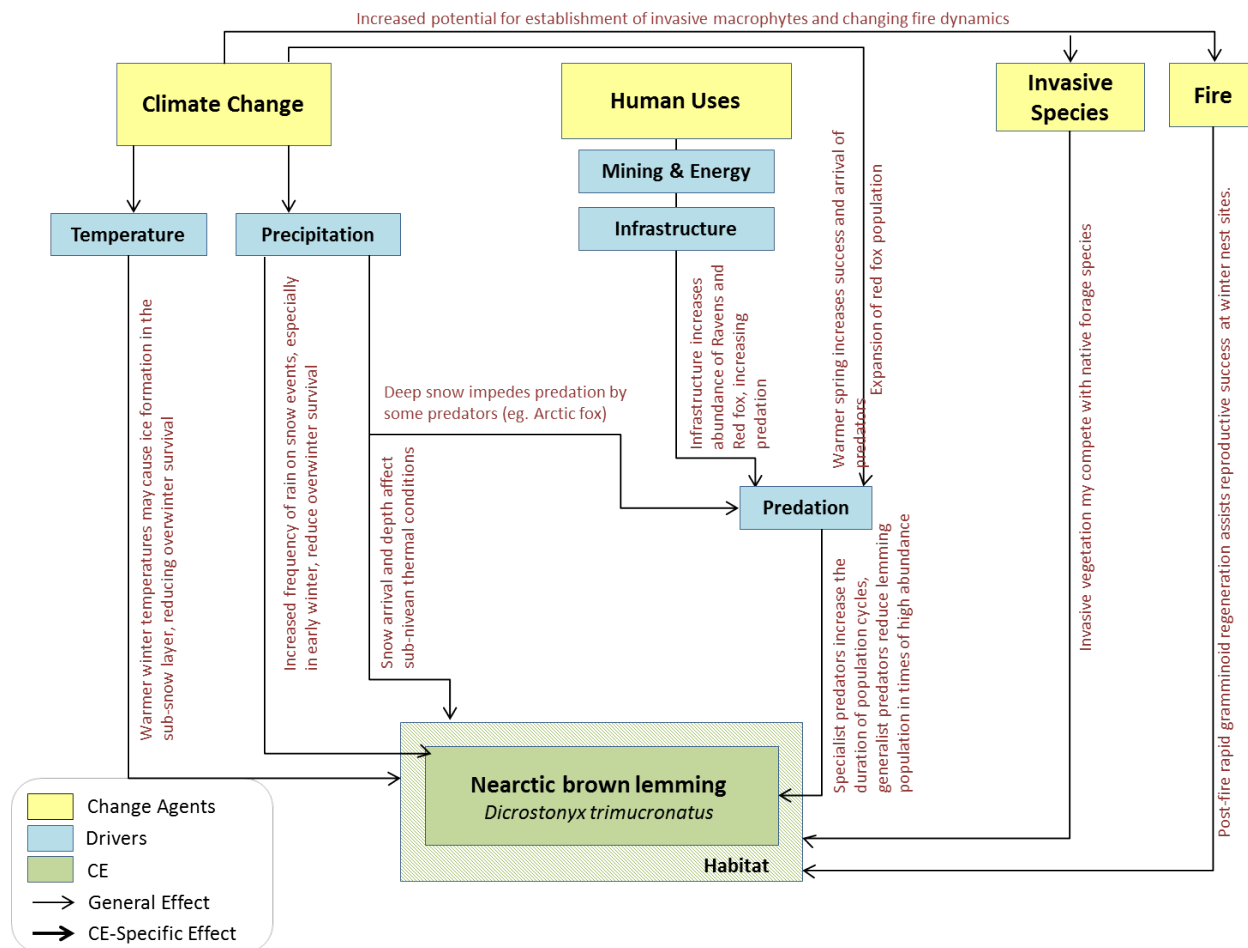 Increased potential for establishment of invasive macrophytes and changing fire dynamics
Climate Change
Human Uses
Invasive
Species
Fire
Mining & Energy
Infrastructure
Temperature
Precipitation
Warmer winter temperatures may cause ice formation in the
sub-snow layer, reducing overwinter survival
Increased frequency of rain on snow events, especially
in early winter, reduce overwinter survival
Snow arrival and depth affect
sub-nivean thermal conditions
Deep snow impedes predation by
some predators (eg. Arctic fox)
Infrastructure increases
abundance of Ravens and
Red fox, increasing
predation
Warmer spring increases success and arrival of
predators
Expansion of red fox population
Predation
Specialist predators increase the
duration of population cycles,
generalist predators reduce lemming
population in times of high abundance
Invasive vegetation my compete with native forage species
Post-fire rapid gramminoid regeneration assists reproductive success at winter nest sites.
Nearctic brown lemming
Dicrostonyx trimucronatus
Habitat
Change Agents
Drivers
CE
General Effect
CE-Specific Effect